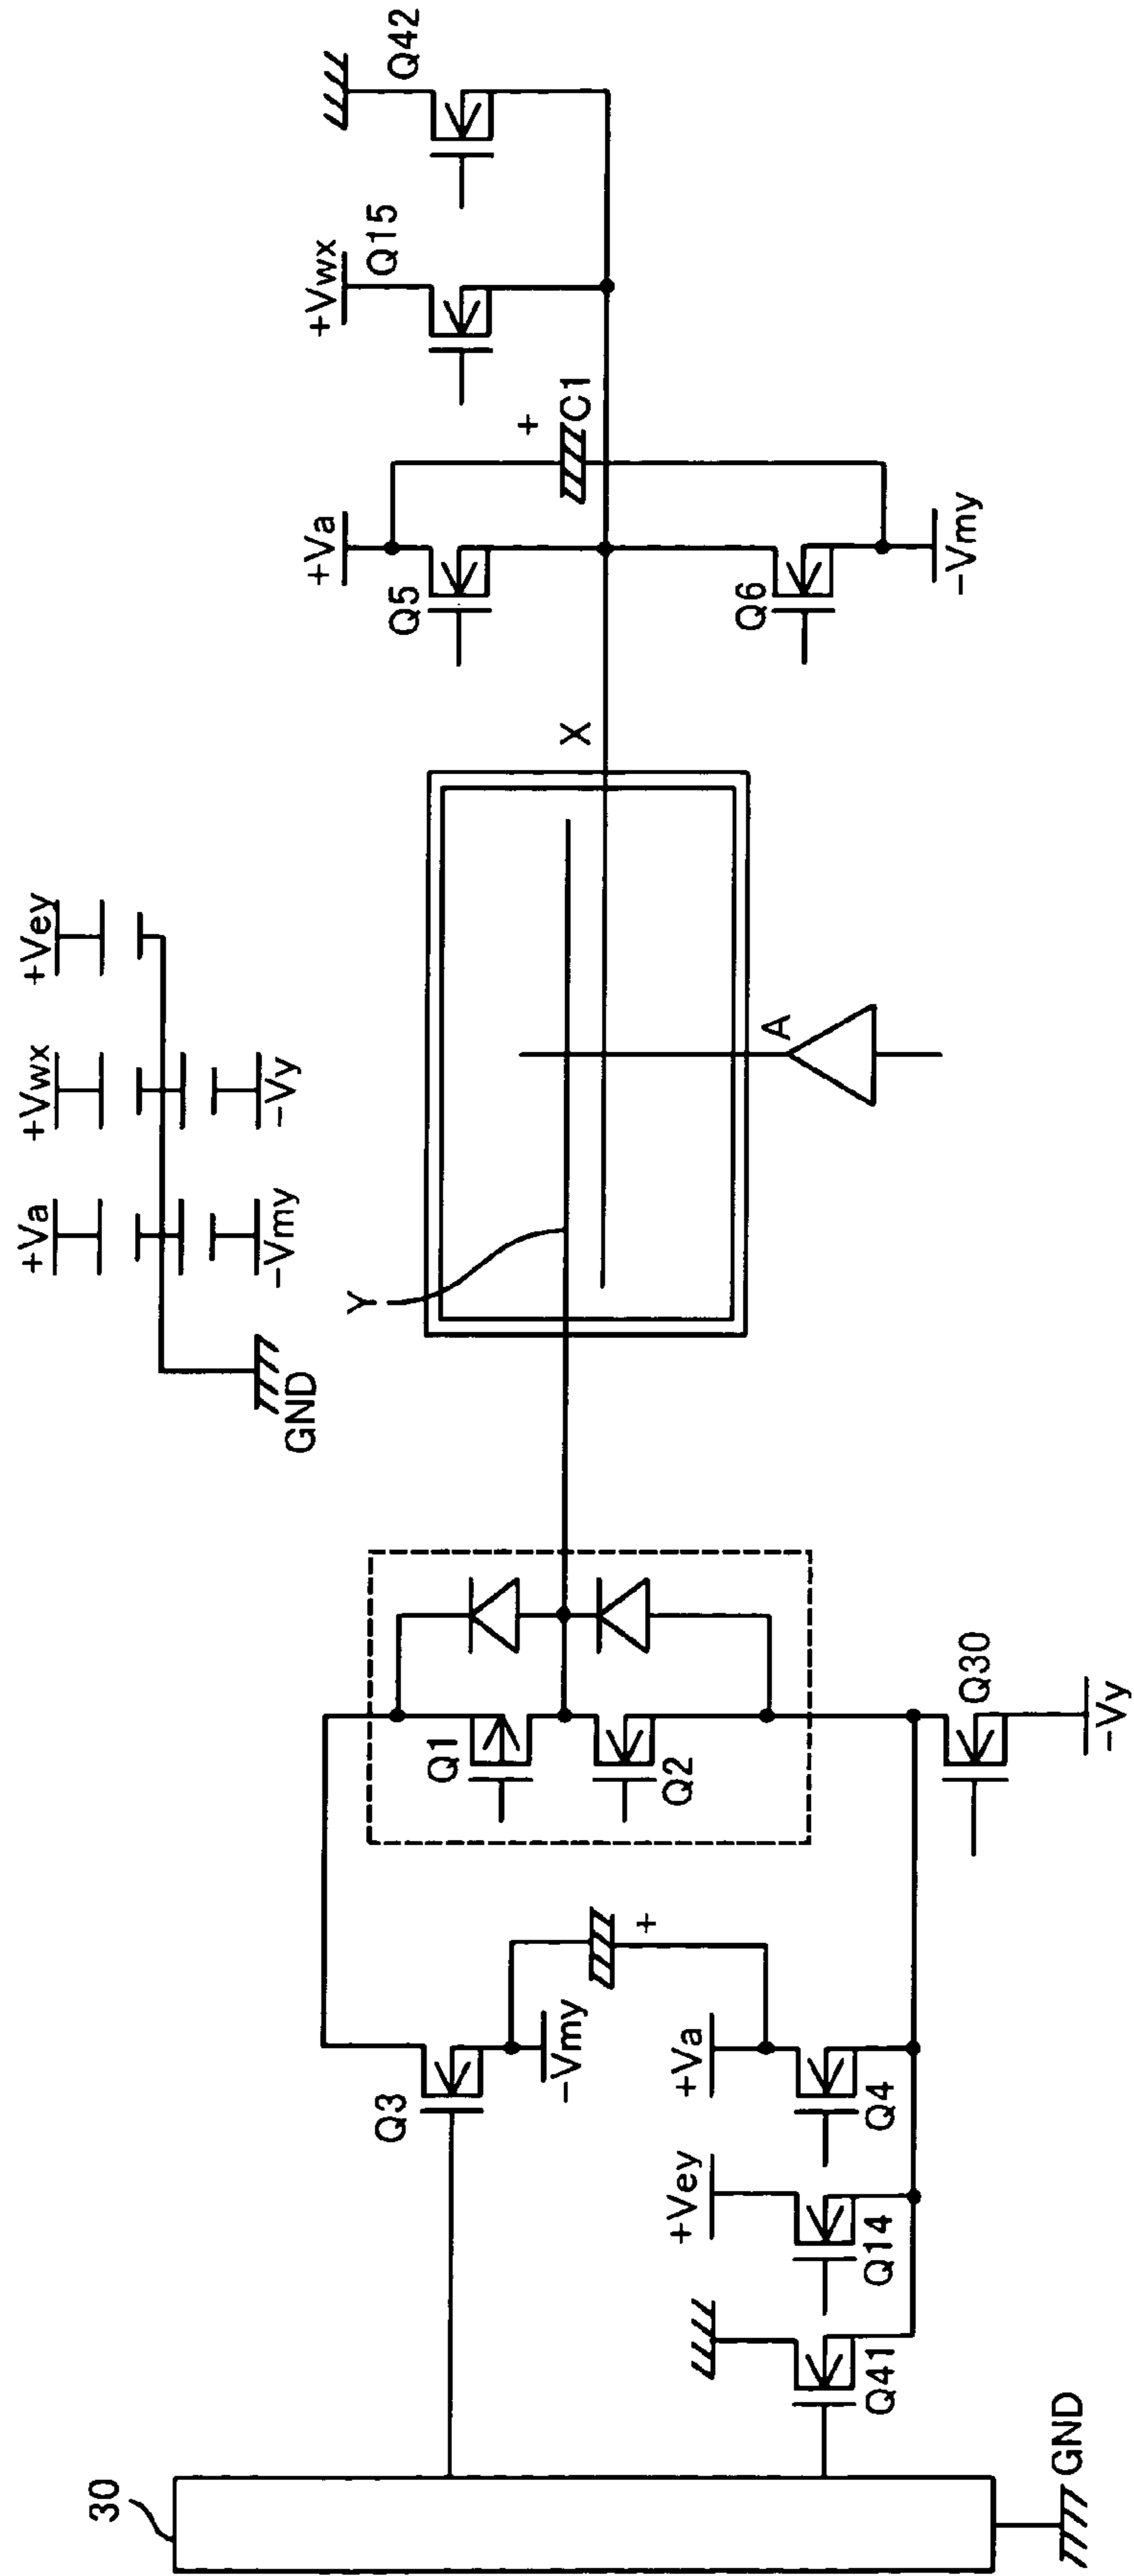 +Va
+Vwx
+Vey
-Vmy
-Vy
GND
+Vwx
Q15
Q42
+Va
Q5
+
C1
Q6
-Vmy
X
Y
A
Q1
Q2
Q3
-Vmy
+
+Va
Q4
+Vey
Q14
Q41
Q30
-Vy
30
GND